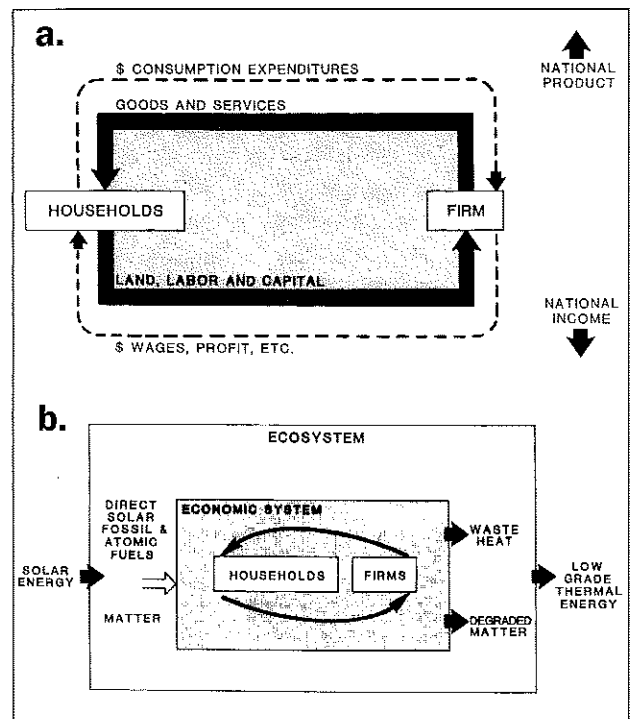 a.
$ CONSUMPTION EXPENDITURES
GOODS AND SERVICES
NATIONAL
PRODUCT
HOUSEHOLDS
FIRM
LAND, LABOR AND CAPITAL
$ WAGES, PROFIT, ETC.
NATIONAL
INCOME
b.
ECOSYSTEM
DIRECT
SOLAR
FOSSIL &
ATOMIC
FUELS
SOLAR
ENERGY
MATTER
ECONOMIC SYSTEM
HOUSEHOLDS
FIRMS
WASTE
HEAT
DEGRADED
MATTER
LOW
GRADE
THERMAL
ENERGY